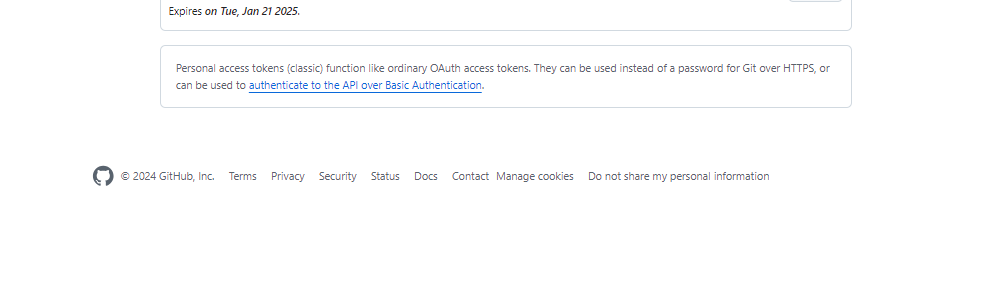 Expires on Tue, Jan 21 2025.
Personal access tokens (classic) function like ordinary OAuth access tokens. They can be used instead of a password for Git over HTTPS, or
can be used to authenticate to the API over Basic Authentication.
© 2024 GitHub, Inc. Terms Privacy Security Status Docs Contact Manage cookies Do not share my personal information